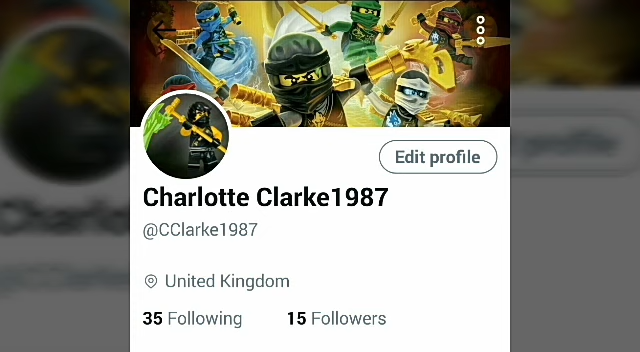 Edit profile
Charlotte Clarke1987
@CClarke1987
United Kingdom
35 Following 15 Followers